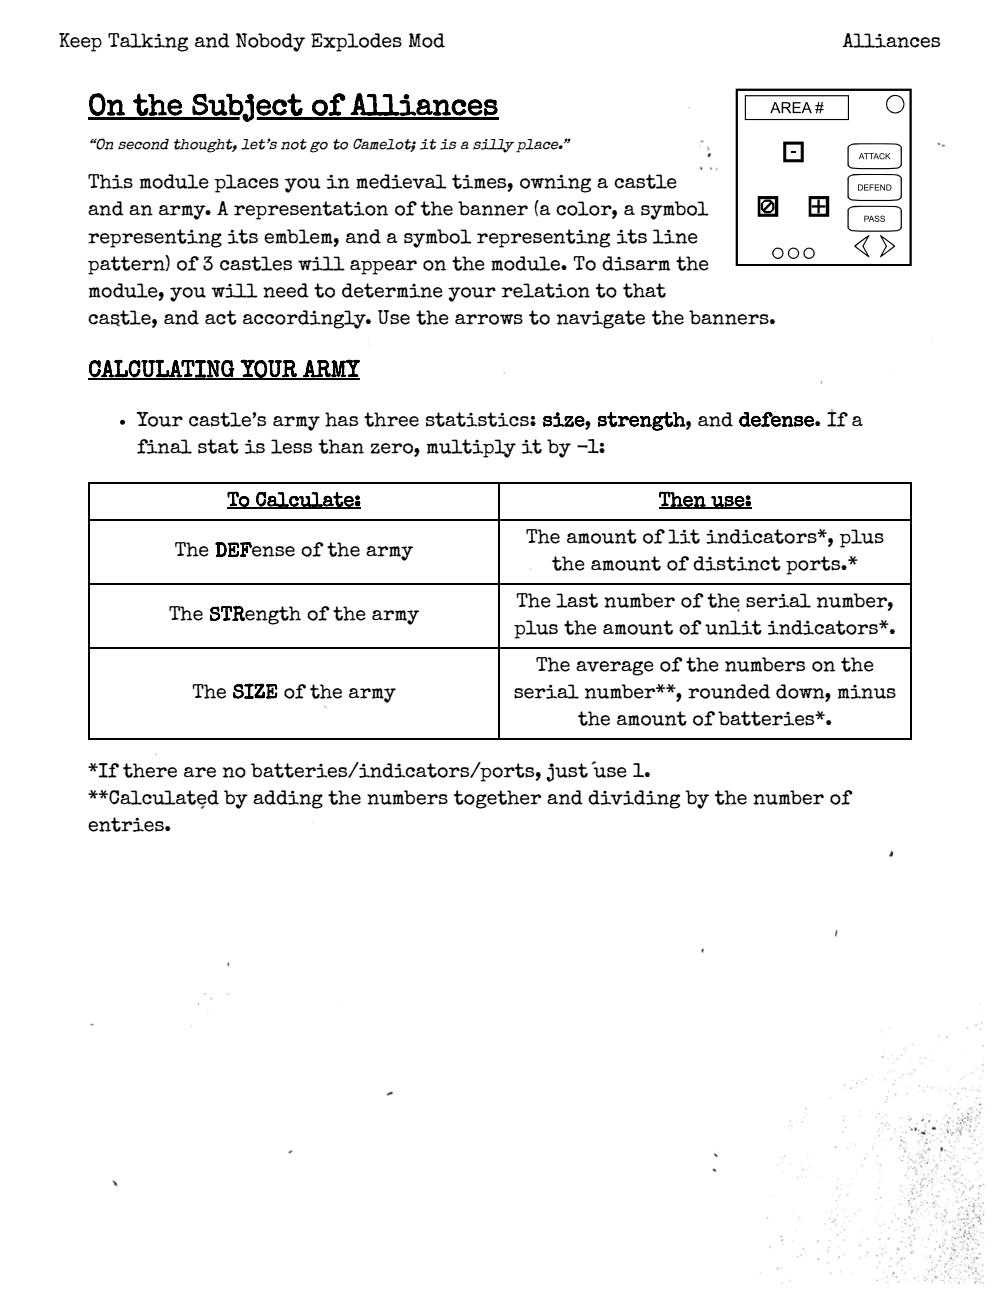 Keep Talking and Nobody Explodes Mod
Alliances
On the Subject of Alliances
“On second thought, let’s not go to Camelot; it is a silly place.”
This module places you in medieval times, owning a castle
and an army. A representation of the banner (a color, a symbol
representing its emblem, and a symbol representing its line
pattern) of 3 castles will appear on the module. To disarm the
module, you will need to determine your relation to that
castle, and act accordingly. Use the arrows to navigate the banners.
AREA #
ATTACK
DEFEND
PASS
CALCULATING YOUR ARMY
• Your castle’s army has three statistics: size, strength, and defense. If a
final stat is less than zero, multiply it by -1:
To Calculate:
Then use:
The DEFense of the army
The amount of lit indicators*, plus
the amount of distinct ports.*
The STRength of the army
The last number of the serial number,
plus the amount of unlit indicators*.
The SIZE of the army
The average of the numbers on the
serial number**, rounded down, minus
the amount of batteries*.
*If there are no batteries/indicators/ports, just use 1.
**Calculated by adding the numbers together and dividing by the number of
entries.